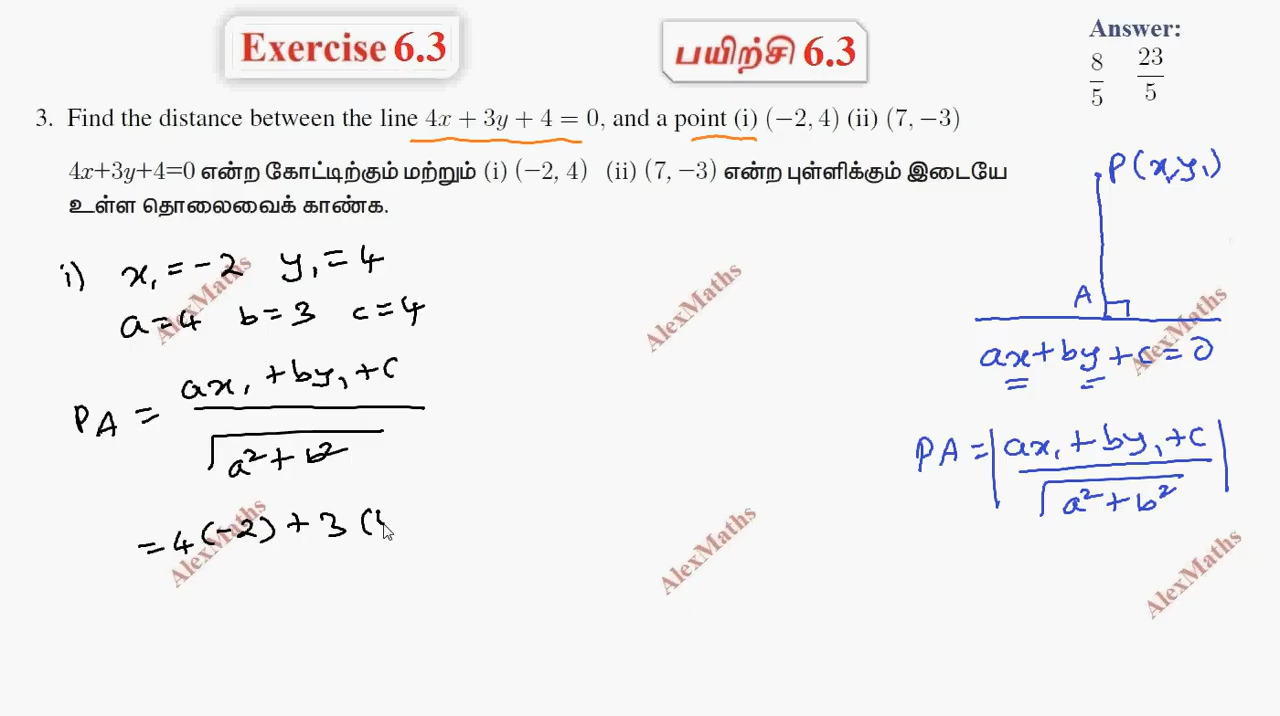 Exercise 6.3
பயிற்சி 6.3
Answer:
8/5 23/5
3. Find the distance between the line 4x + 3y + 4 = 0, and a point (i) (−2, 4) (ii) (7, −3)
4x+3y+4=0 என்ற கோட்டிற்கும் மற்றும் (i) (−2, 4) (ii) (7, −3) என்ற புள்ளிக்கும் இடையே
உள்ள தொலைவைக் காண்க.
i) x₁ = −2 y₁ = 4
a = 4 b = 3 c = 4
PA = ax₁ + by₁ + c / √a² + b²
= 4(−2) + 3 (
P(x₁, y₁)
A
ax + by + c = 0
PA = | ax₁ + by₁ + c / √a² + b² |
AlexMaths
AlexMaths
AlexMaths
AlexMaths
AlexMaths
AlexMaths